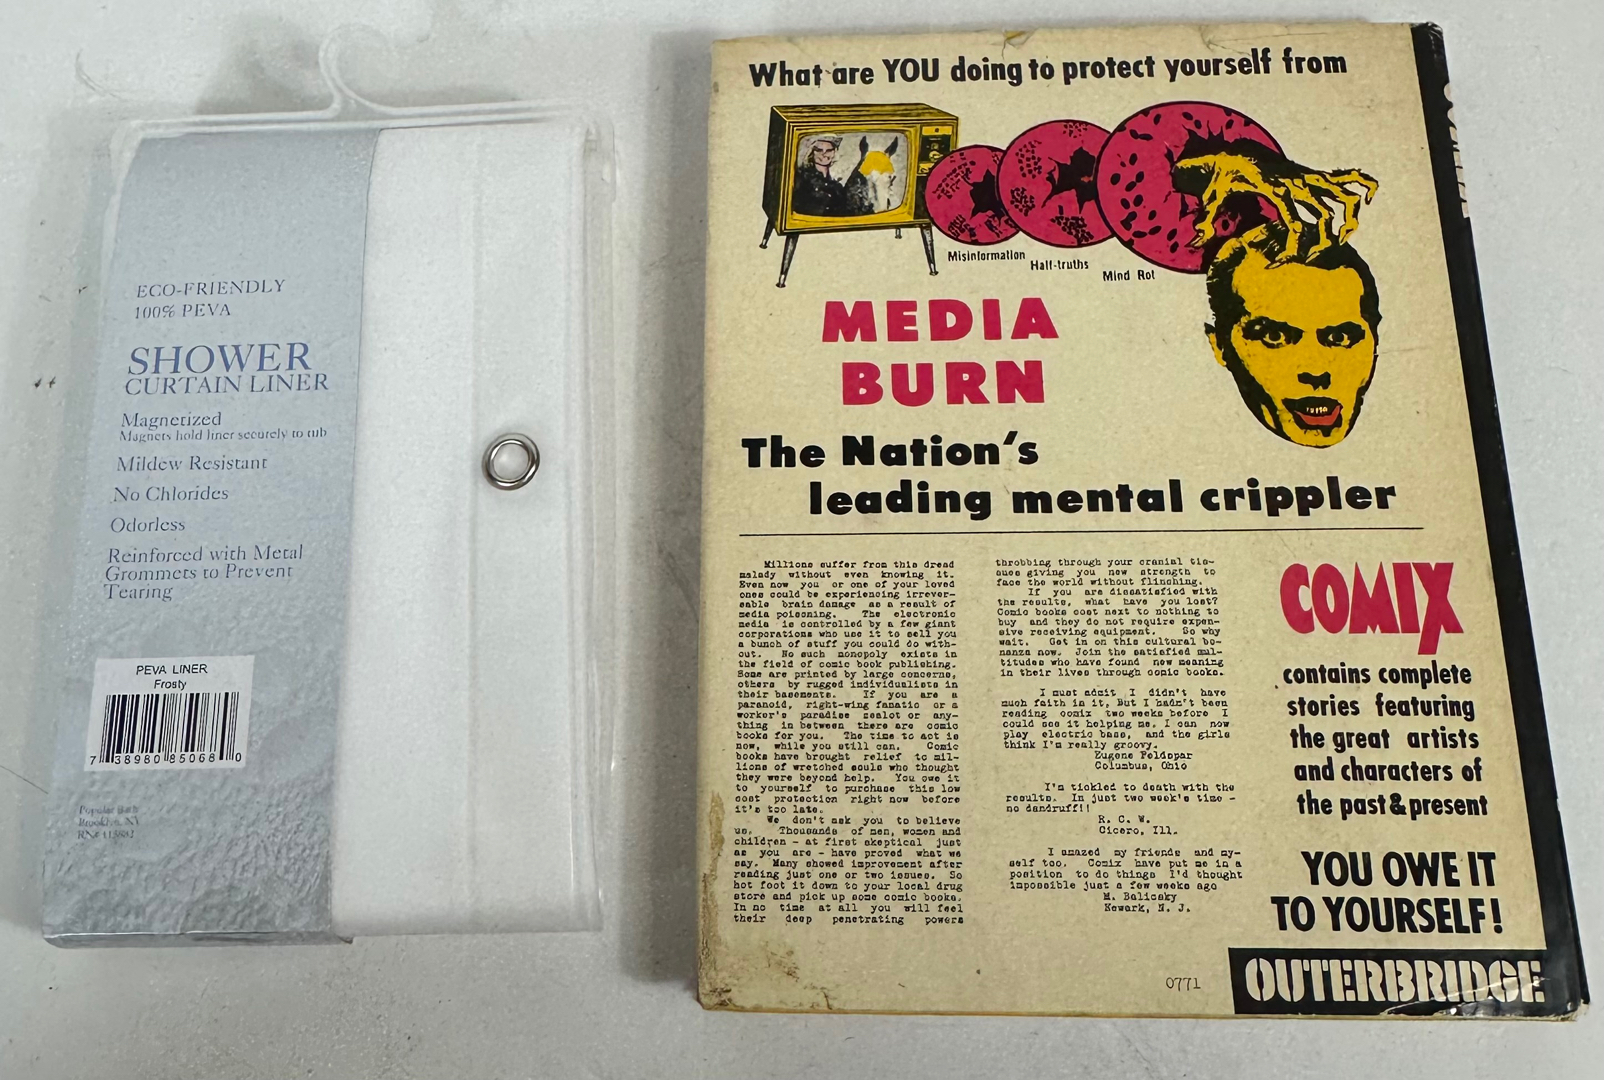 ECO-FRIENDLY
100% PEVA
SHOWER
CURTAIN LINER
Magnetized
Magnets hold liner securely to tub
Mildew Resistant
No Chlorides
Odorless
Reinforced with Metal
Grommets to Prevent
Tearing
PEVA LINER
Frosty
7 38980 85068 0
Popular Bath
Brooklyn, NY
What are YOU doing to protect yourself from
Misinformation
Half-truths
Mind Rot
MEDIA
BURN
The Nation's
leading mental crippler
Millions suffer from this dread
malady without even knowing it.
Even now you or one of your loved
ones could be experiencing irrever-
sable brain damage as a result of
media poisoning. The electronic
media is controlled by a few giant
corporations who use it to sell you
a bunch of stuff you could do with-
out. No such monopoly exists in
the field of comic book publishing.
Some are printed by large concerns,
others by rugged individualists in
their basements. If you are a
paranoid, right-wing fanatic or a
worker's paradise zealot or any-
thing in between there are comic
books for you. The time to act is
now, while you still can. Comic
books have brought relief to mil-
lions of wretched souls who thought
they were beyond help. You owe it
to yourself to purchase this low
cost protection right now before
it's too late.
We don't ask you to believe
us. Thousands of men, women and
children - at first skeptical just
as you are - have proved what we
say. Many showed improvement after
reading just one or two issues. So
hot foot it down to your local drug
store and pick up some comic books.
In no time at all you will feel
their deep penetrating powers
throbbing through your cranial tis-
sues giving you new strength to
face the world without flinching.
If you are dissatisfied with
the results, what have you lost?
Comic books cost next to nothing to
buy and they do not require expen-
sive receiving equipment. So why
wait. Get in on this cultural bo-
nanza now. Join the satisfied mul-
titudes who have found new meaning
in their lives through comic books.
I must admit I didn't have
much faith in it, But I hadn't been
reading comix two weeks before I
could see it helping me. I can now
play electric bass, and the girls
think I'm really groovy.
Eugene Feldspar
Columbus, Ohio
I'm tickled to death with the
results. In just two week's time -
no dandruff!!
R. C. W.
Cicero, Ill.
I amazed my friends and my-
self too. Comix have put me in a
position to do things I'd thought
impossible just a few weeks ago
M. Balicsky
Newark, N. J.
COMIX
contains complete
stories featuring
the great artists
and characters of
the past & present
YOU OWE IT
TO YOURSELF!
0771
OUTERBRIDGE